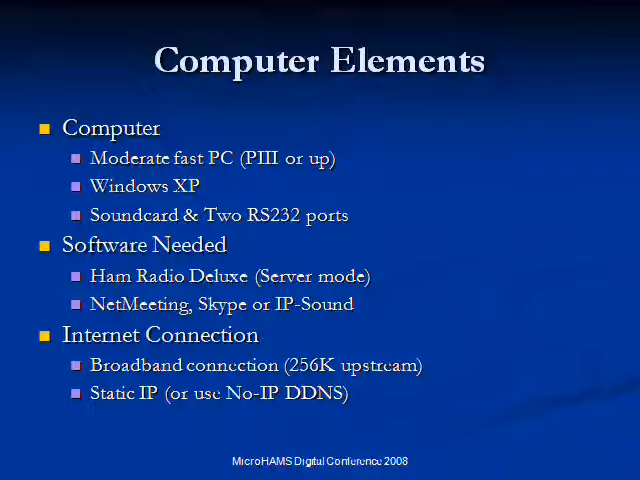 Computer Elements
Computer
Moderate fast PC (PIII or up)
Windows XP
Soundcard & Two RS232 ports
Software Needed
Ham Radio Deluxe (Server mode)
NetMeeting, Skype or IP-Sound
Internet Connection
Broadband connection (256K upstream)
Static IP (or use No-IP DDNS)
MicroHAMS Digital Conference 2008